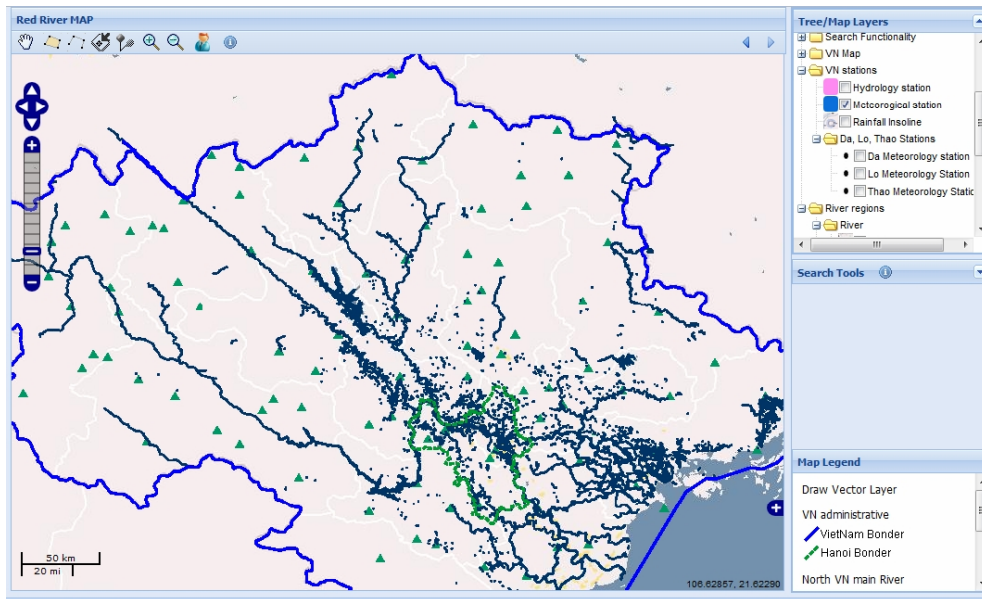 Red River MAP
50 km
20 mi
106.62857, 21.62290
Tree/Map Layers
Search Functionality
VN Map
VN stations
Hydrology station
Moteorogical station
Rainfall Insoline
Da, Lo, Thao Stations
Da Meteorology station
Lo Meteorology Station
Thao Meteorology Static
River regions
River
Search Tools
Map Legend
Draw Vector Layer
VN administrative
VietNam Bonder
Hanoi Bonder
North VN main River